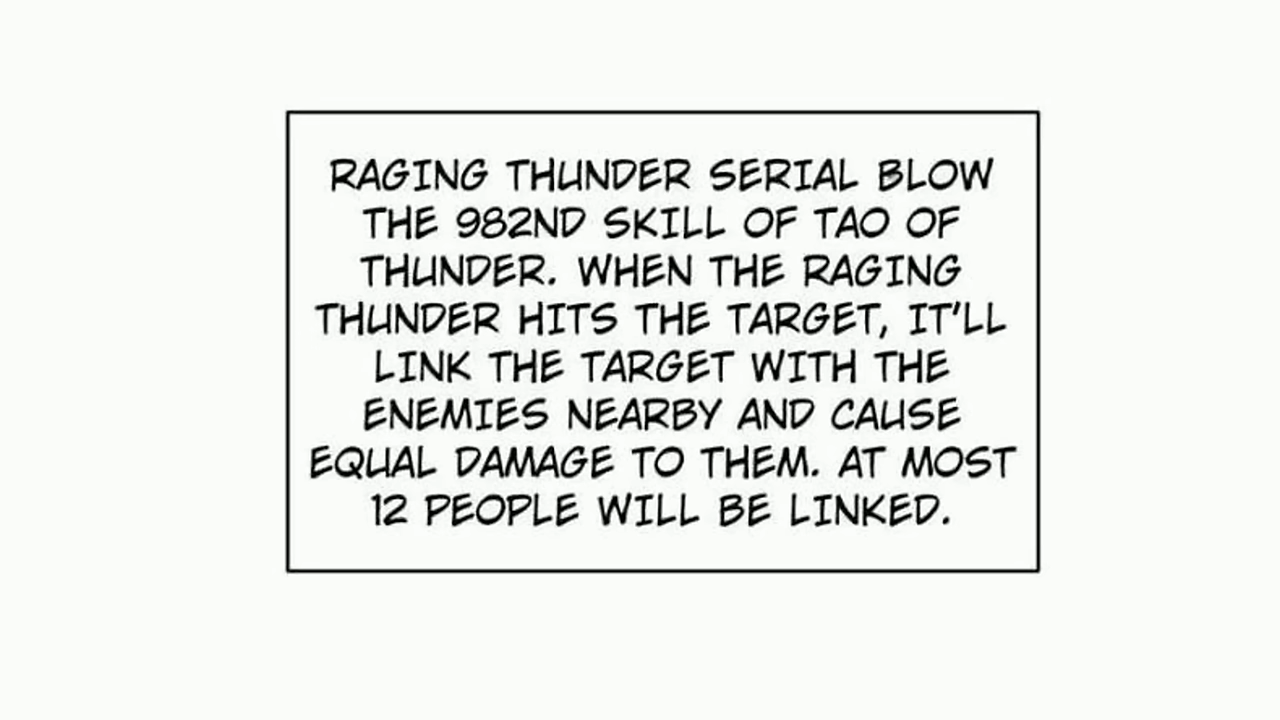 RAGING THUNDER SERIAL BLOW
THE 982ND SKILL OF TAO OF
THUNDER. WHEN THE RAGING
THUNDER HITS THE TARGET, IT'LL
LINK THE TARGET WITH THE
ENEMIES NEARBY AND CAUSE
EQUAL DAMAGE TO THEM. AT MOST
12 PEOPLE WILL BE LINKED.